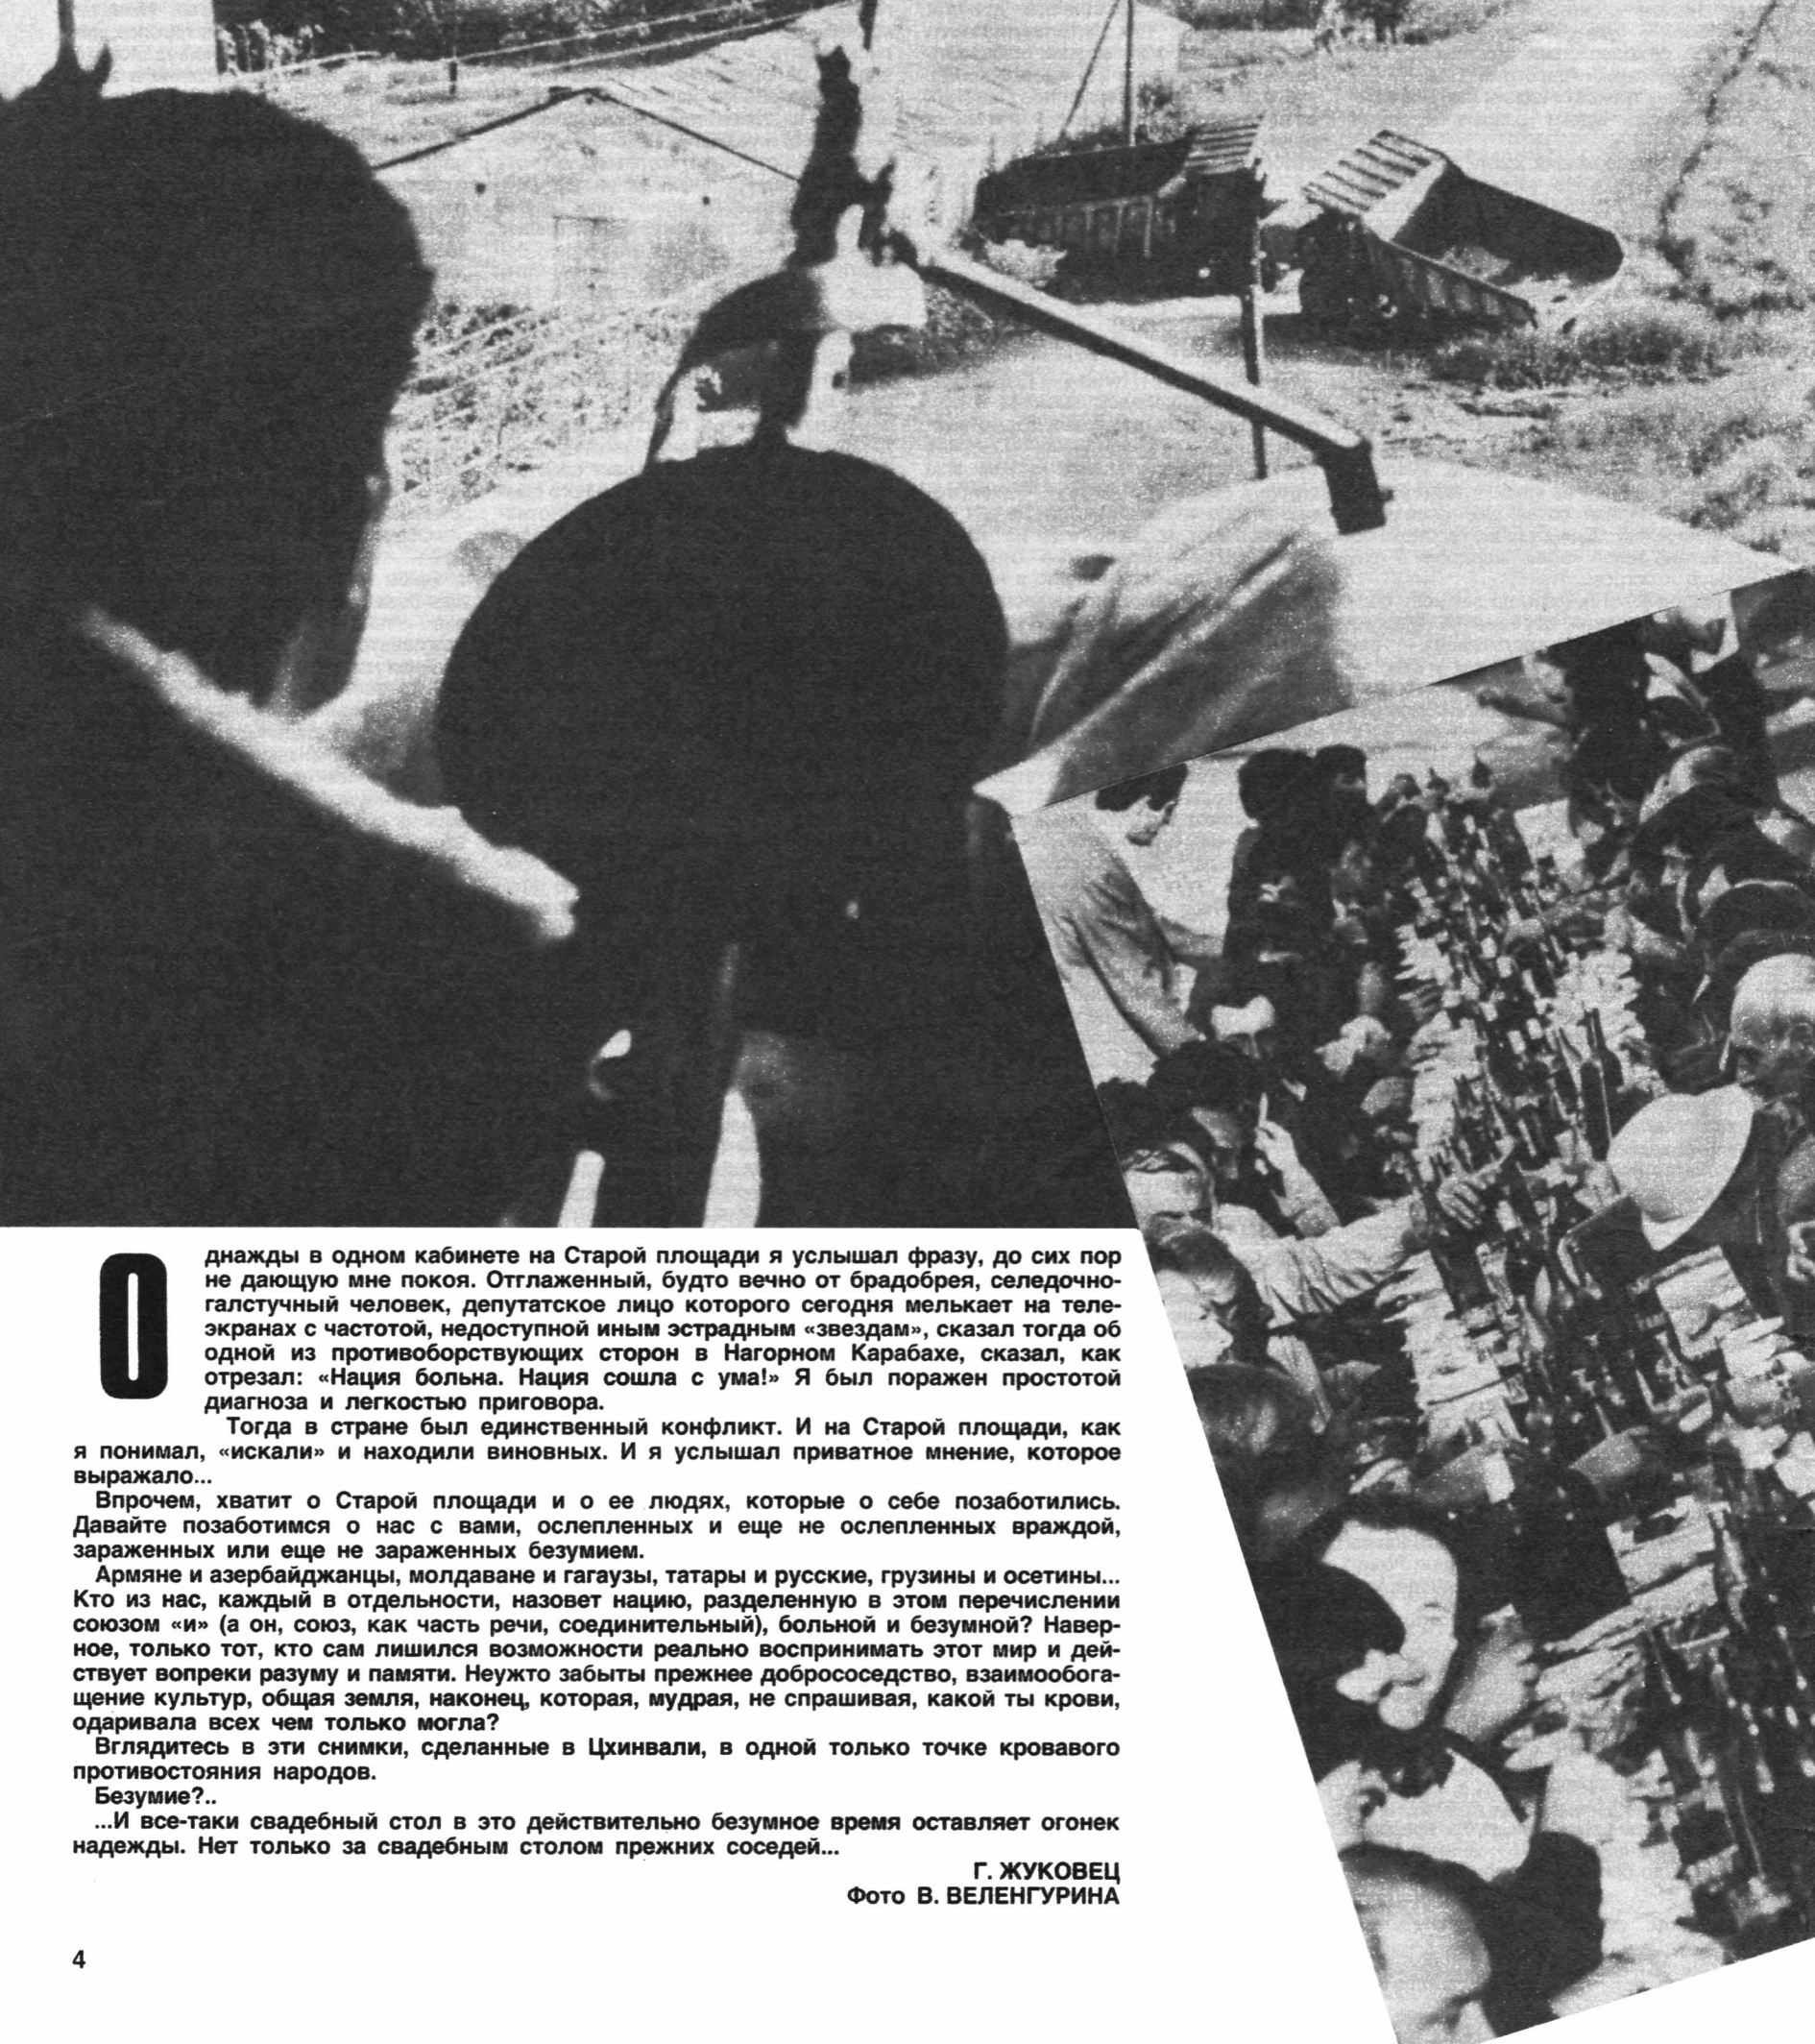 Однажды в одном кабинете на Старой площади я услышал фразу, до сих пор
не дающую мне покоя. Отглаженный, будто вечно от брадобрея, селедочно-
галстучный человек, депутатское лицо которого сегодня мелькает на теле-
экранах с частотой, недоступной иным эстрадным «звездам», сказал тогда об
одной из противоборствующих сторон в Нагорном Карабахе, сказал, как
отрезал: «Нация больна. Нация сошла с ума!» Я был поражен простотой
диагноза и легкостью приговора.
Тогда в стране был единственный конфликт. И на Старой площади, как
я понимал, «искали» и находили виновных. И я услышал приватное мнение, которое
выражало...
Впрочем, хватит о Старой площади и о ее людях, которые о себе позаботились.
Давайте позаботимся о нас с вами, ослепленных и еще не ослепленных враждой,
зараженных или еще не зараженных безумием.
Армяне и азербайджанцы, молдаване и гагаузы, татары и русские, грузины и осетины...
Кто из нас, каждый в отдельности, назовет нацию, разделенную в этом перечислении
союзом «и» (а он, союз, как часть речи, соединительный), больной и безумной? Навер-
ное, только тот, кто сам лишился возможности реально воспринимать этот мир и дей-
ствует вопреки разуму и памяти. Неужто забыты прежнее добрососедство, взаимообога-
щение культур, общая земля, наконец, которая, мудрая, не спрашивая, какой ты крови,
одаривала всех чем только могла?
Вглядитесь в эти снимки, сделанные в Цхинвали, в одной только точке кровавого
противостояния народов.
Безумие?..
...И все-таки свадебный стол в это действительно безумное время оставляет огонек
надежды. Нет только за свадебным столом прежних соседей...
Г. ЖУКОВЕЦ
Фото В. ВЕЛЕНГУРИНА
4